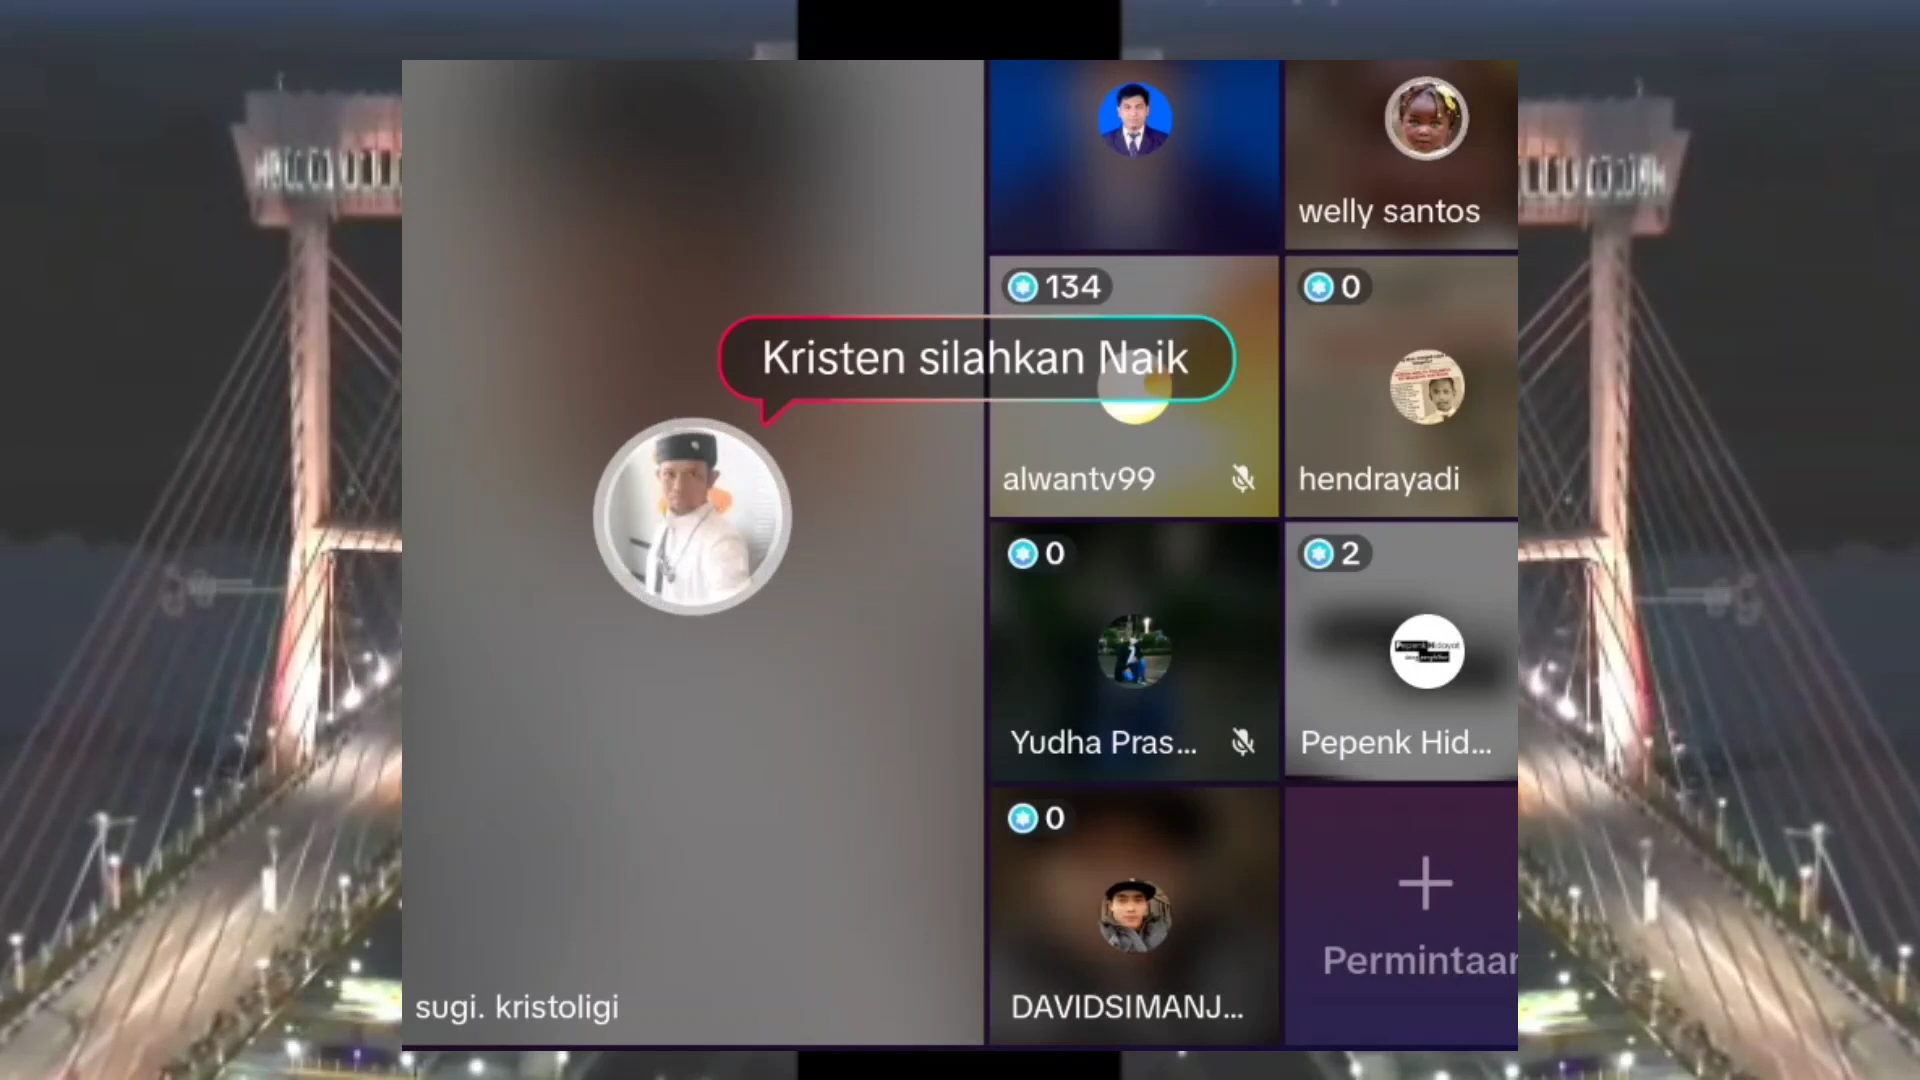 welly santos
134
0
Kristen silahkan Naik
alwantv99
hendrayadi
0
2
Yudha Pras...
Pepenk Hid...
0
Permintaan
sugi. kristoligi
DAVIDSIMANJ...